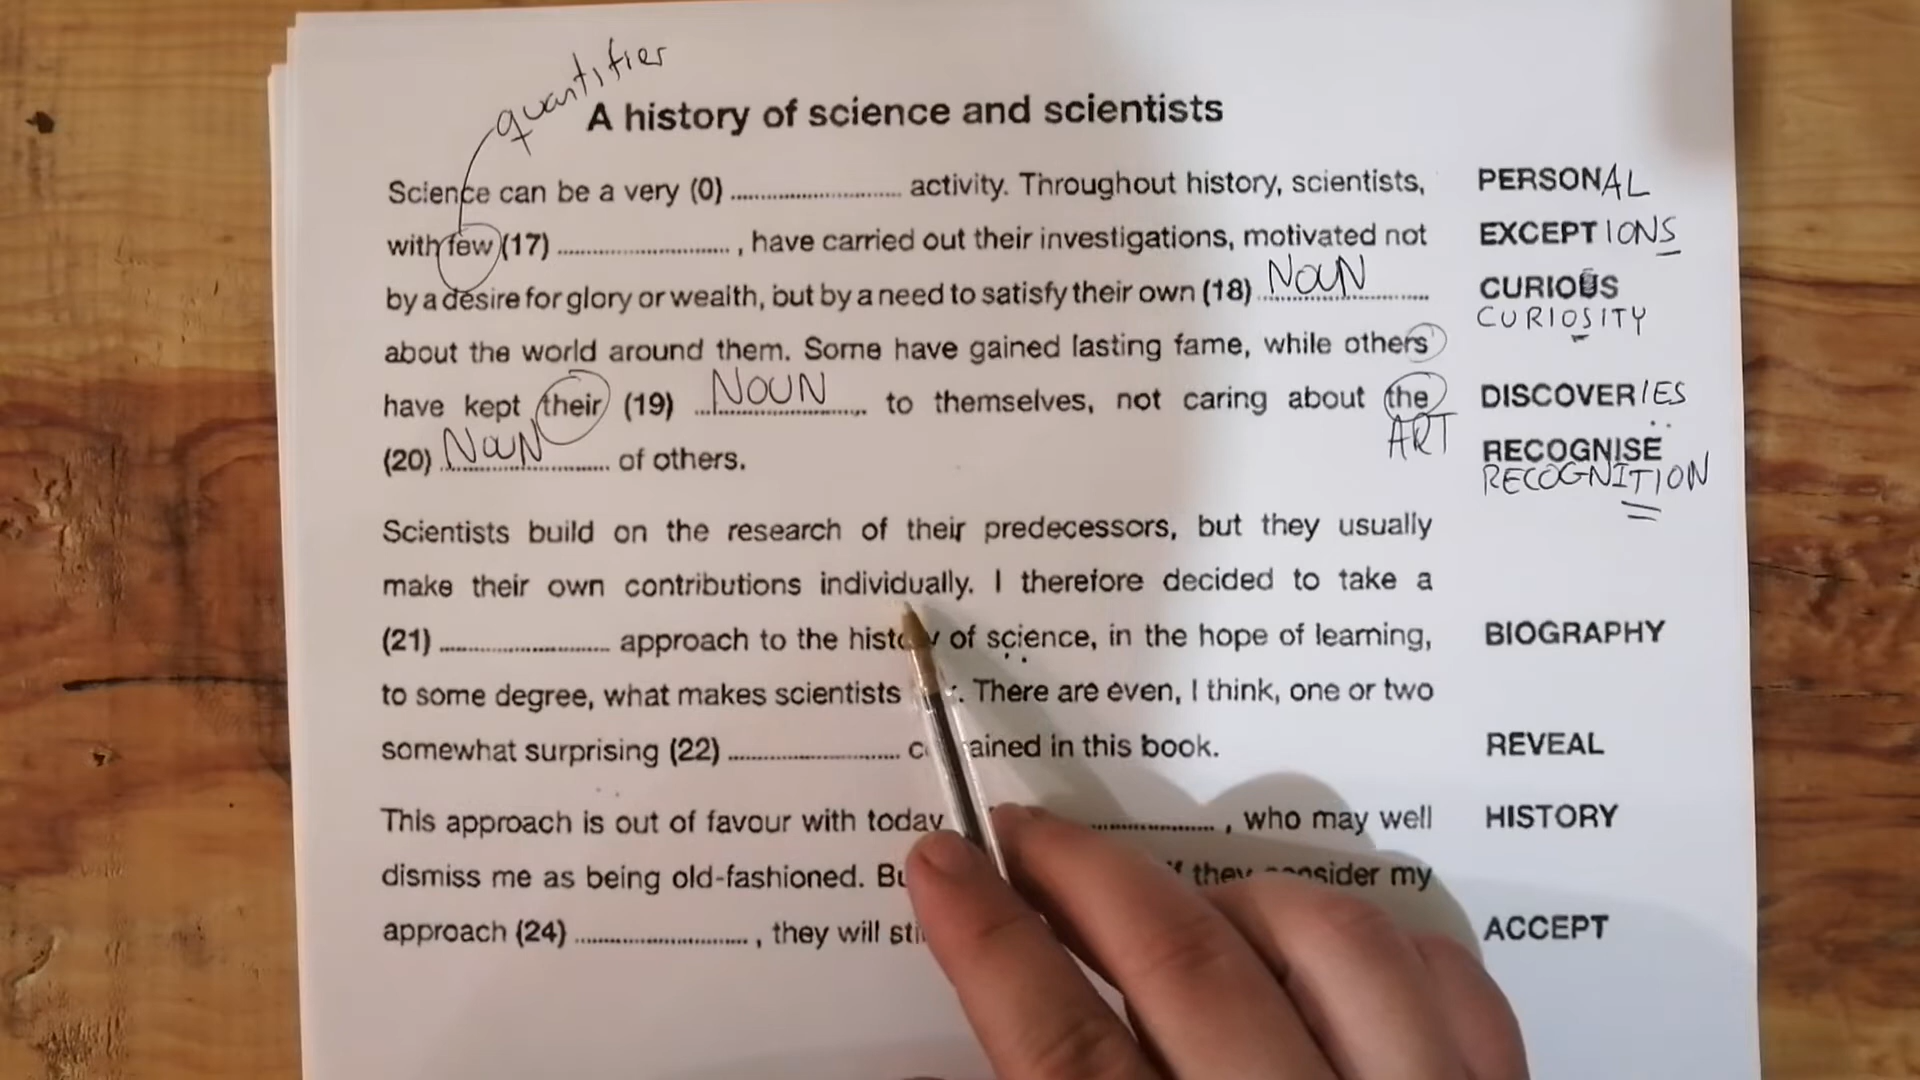 quantifier
A history of science and scientists
Science can be a very (0) ........................ activity. Throughout history, scientists, PERSONAL
with few (17) ........................ , have carried out their investigations, motivated not EXCEPTIONS
by a desire for glory or wealth, but by a need to satisfy their own (18) NOUN ........................ CURIOUS
CURIOSITY
about the world around them. Some have gained lasting fame, while others
have kept their (19) NOUN ........................ to themselves, not caring about the DISCOVERIES
ART
(20) NOUN ........................ of others. RECOGNISE
RECOGNITION
Scientists build on the research of their predecessors, but they usually
make their own contributions individually. I therefore decided to take a
(21) ........................ approach to the history of science, in the hope of learning, BIOGRAPHY
to some degree, what makes scientists . There are even, I think, one or two
somewhat surprising (22) ........................ contained in this book. REVEAL
This approach is out of favour with today ........................ , who may well HISTORY
dismiss me as being old-fashioned. they consider my
approach (24) ........................ , they will ACCEPT